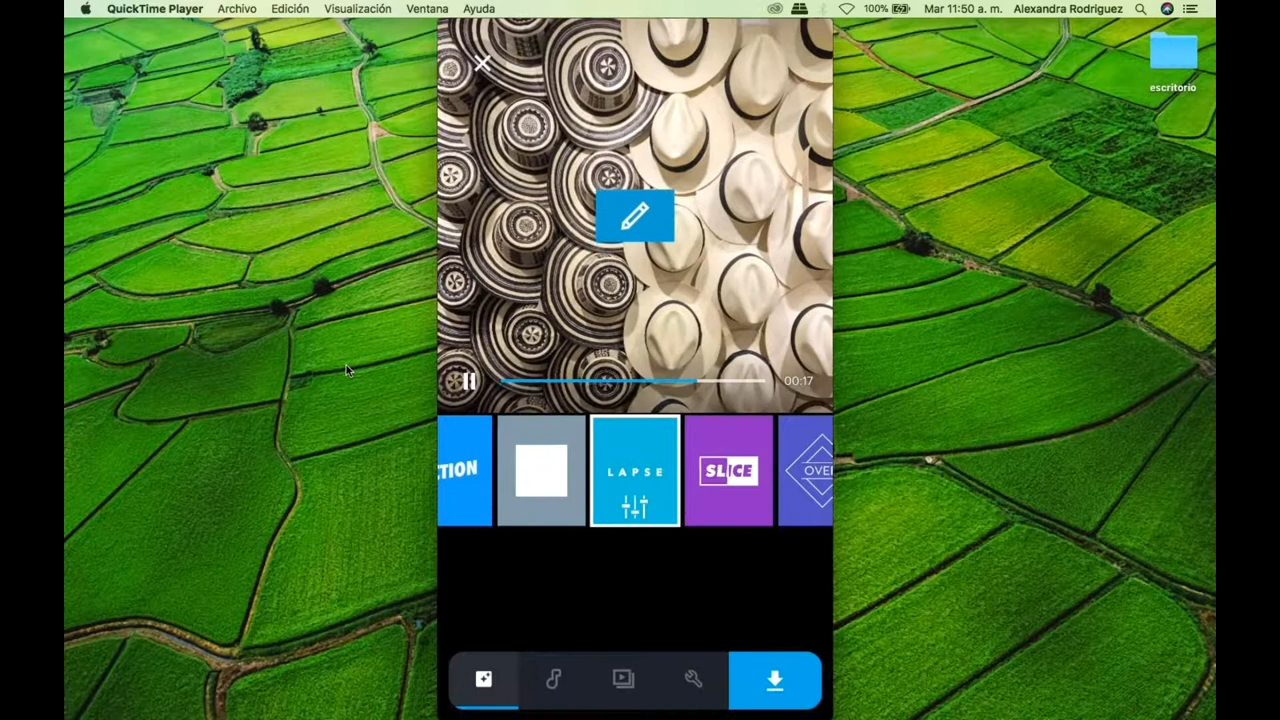 QuickTime Player Archivo Edición Visualización Ventana Ayuda 100% Mar 11:50 a. m. Alexandra Rodriguez
escritorio
00:17
CTION LAPSE SLICE OVE